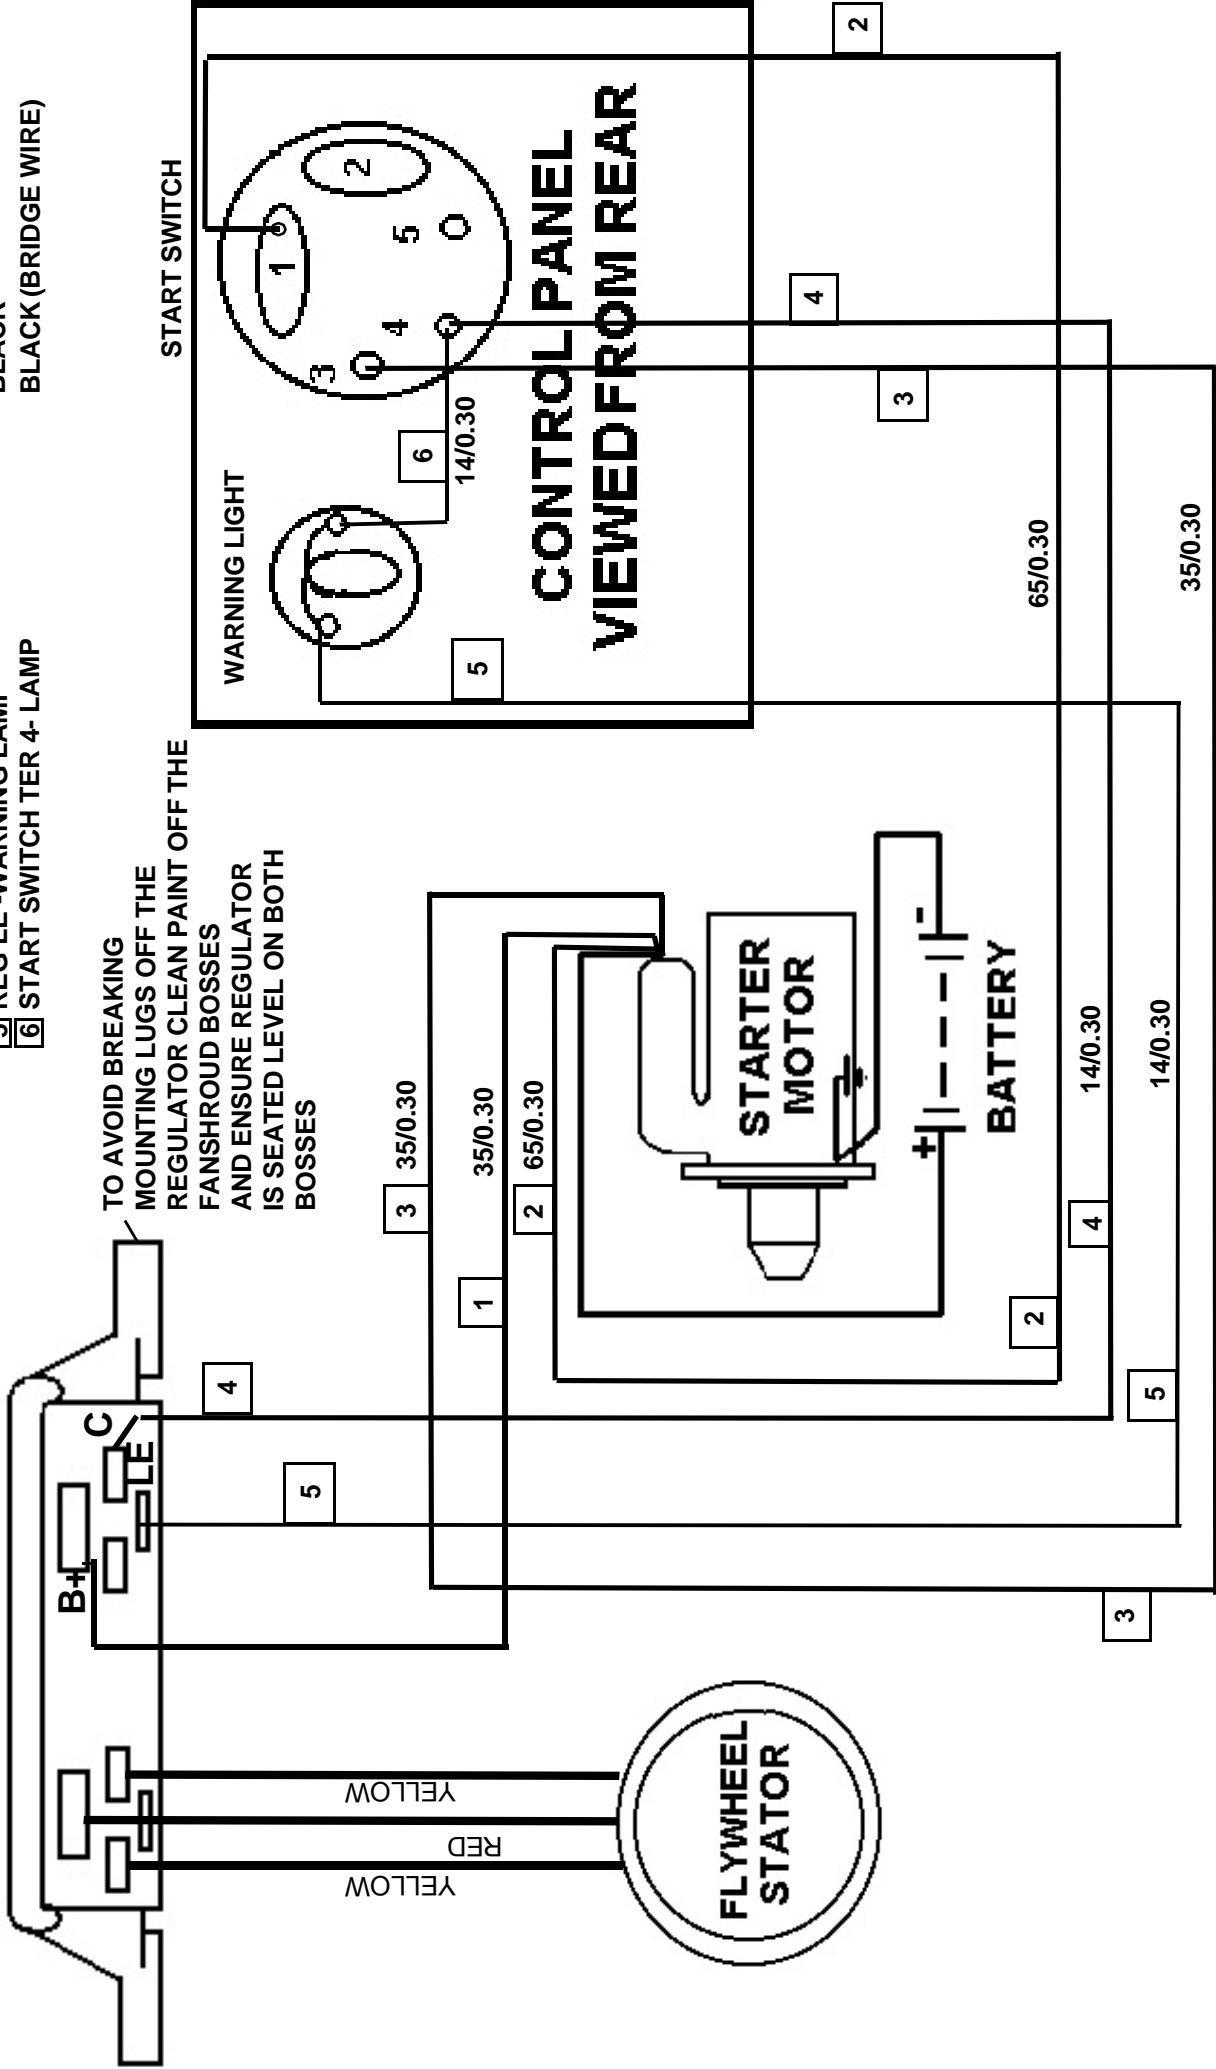 BLACK (BRIDGE WIRE)
6 START SWITCH TER 4- LAMP
TO AVOID BREAKING
MOUNTING LUGS OFF THE
REGULATOR CLEAN PAINT OFF THE
FANSHROUD BOSSES
AND ENSURE REGULATOR
IS SEATED LEVEL ON BOTH
BOSSES
START SWITCH
WARNING LIGHT
1
2
3
4
5
6
14/0.30
5
CONTROL PANEL
VIEWED FROM REAR
2
4
3
B+
C
LE
4
5
3
35/0.30
1
35/0.30
2
65/0.30
STARTER
MOTOR
+
-
BATTERY
2
65/0.30
4
14/0.30
5
14/0.30
3
35/0.30
YELLOW
RED
YELLOW
FLYWHEEL
STATOR